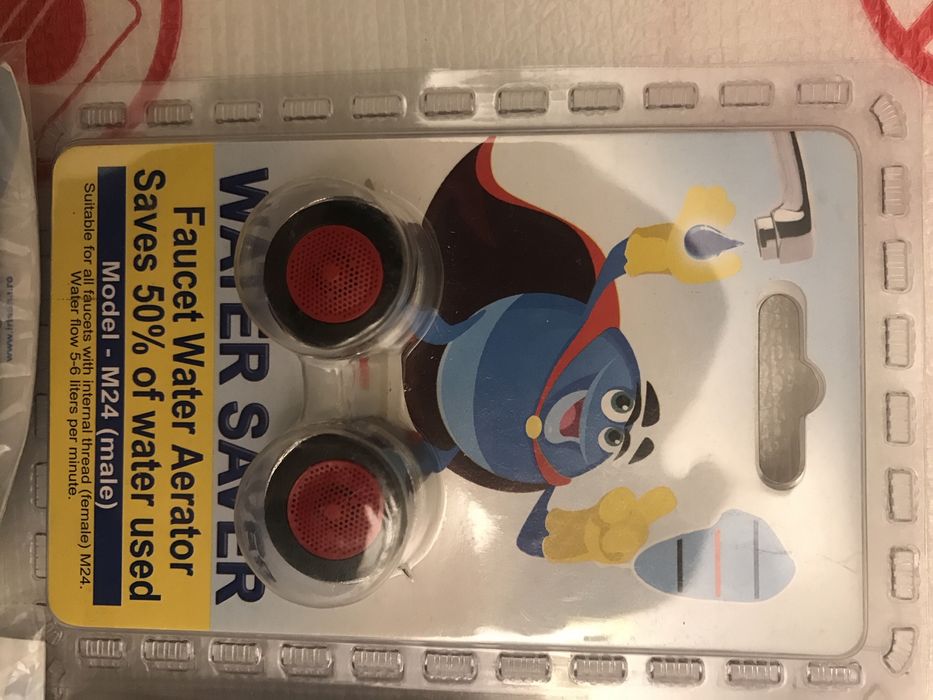 WATER SAVER
Faucet Water Aerator
Saves 50% of water used
Model - M24 (male)
Suitable for all faucets with internal thread (female) M24.
Water flow 5-6 liters per minute.